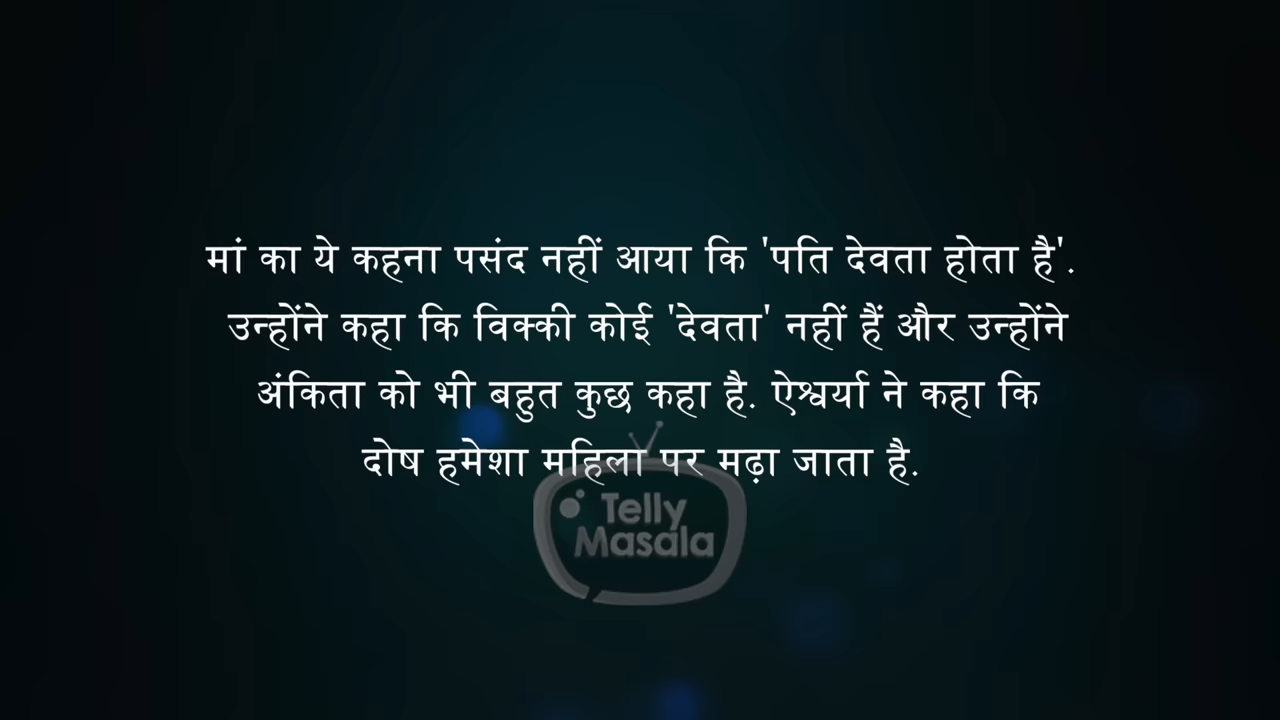 मां का ये कहना पसंद नहीं आया कि 'पति देवता होता है'.
उन्होंने कहा कि विक्की कोई 'देवता' नहीं हैं और उन्होंने
अंकिता को भी बहुत कुछ कहा है. ऐश्वर्या ने कहा कि
दोष हमेशा महिला पर मढ़ा जाता है.
Telly
Masala